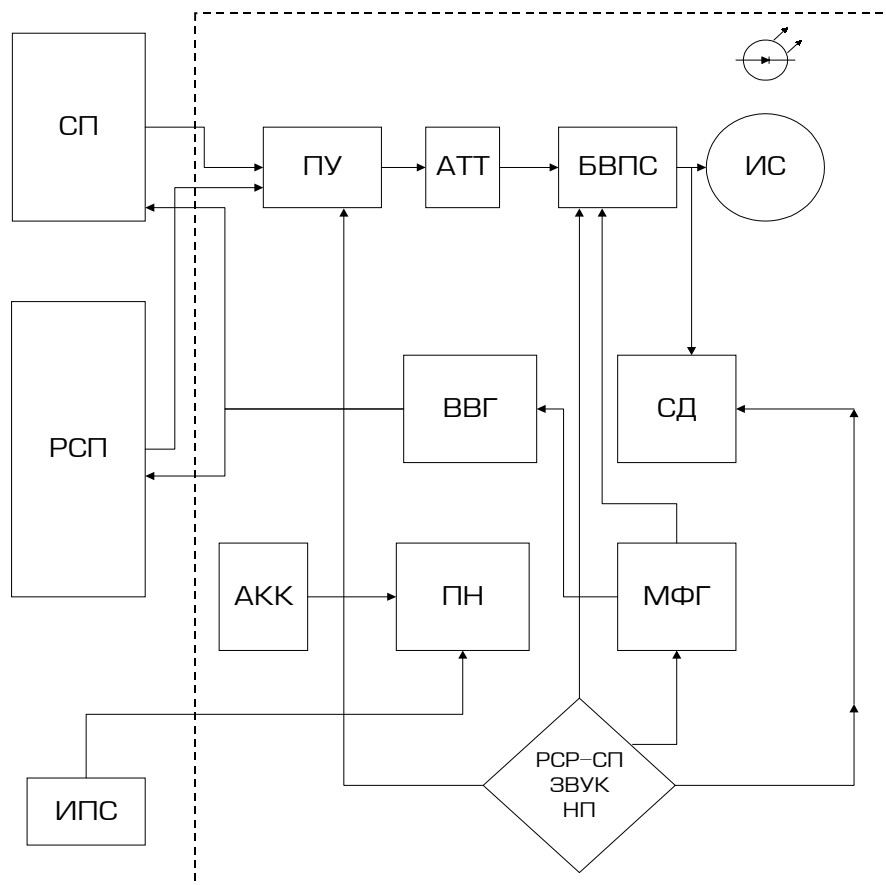 СП
ПУ
АТТ
БВПС
ИС
РСП
ВВГ
СД
АКК
ПН
МФГ
ИПС
РСР-СП
ЗВУК
НП